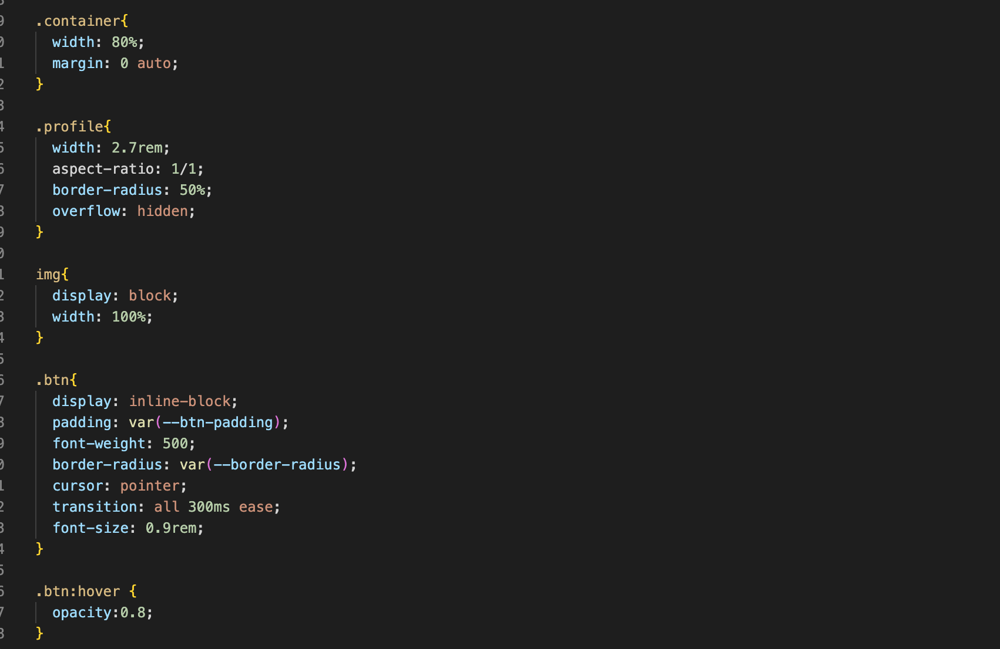 .container{
width: 80%;
margin: 0 auto;
}
.profile{
width: 2.7rem;
aspect-ratio: 1/1;
border-radius: 50%;
overflow: hidden;
}
img{
display: block;
width: 100%;
}
.btn{
display: inline-block;
padding: var(--btn-padding);
font-weight: 500;
border-radius: var(--border-radius);
cursor: pointer;
transition: all 300ms ease;
font-size: 0.9rem;
}
.btn:hover {
opacity:0.8;
}